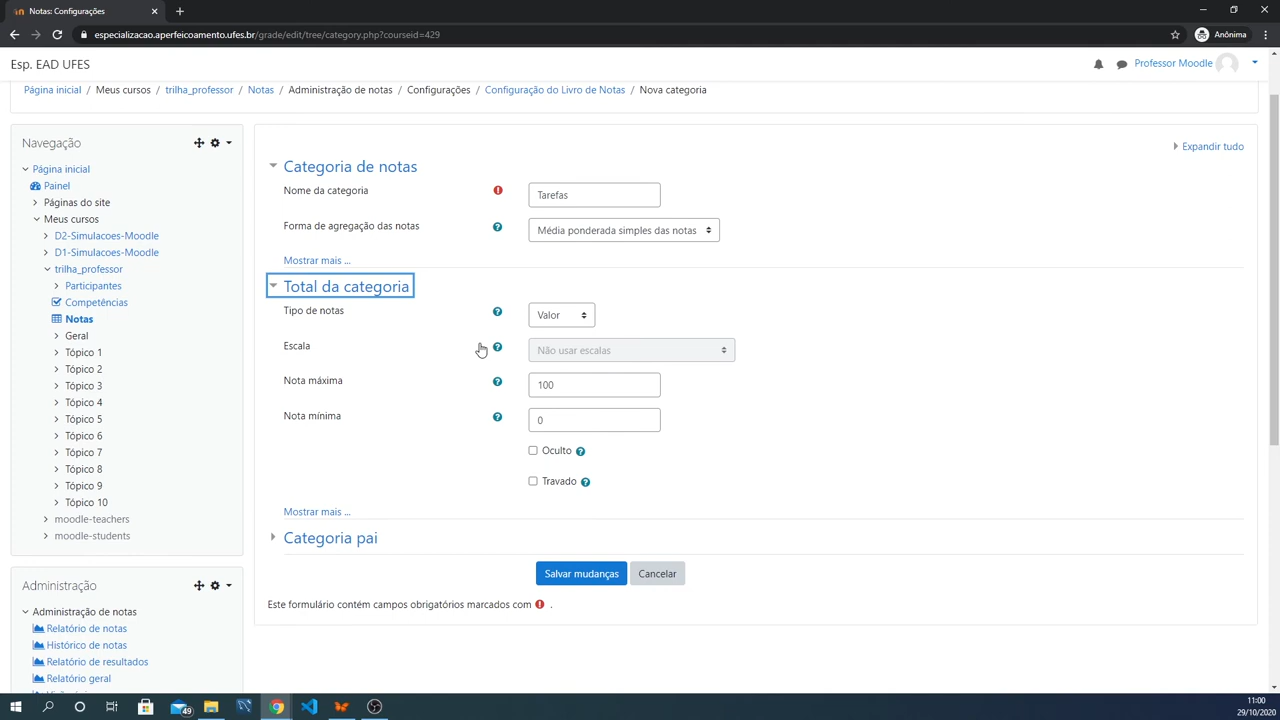 Notas: Configurações
especializacao.aperfeicoamento.ufes.br/grade/edit/tree/category.php?courseid=429
Anônima
Esp. EAD UFES
Professor Moodle
Página inicial / Meus cursos / trilha_professor / Notas / Administração de notas / Configurações / Configuração do Livro de Notas / Nova categoria
Navegação
Página inicial
Painel
Páginas do site
Meus cursos
D2-Simulacoes-Moodle
D1-Simulacoes-Moodle
trilha_professor
Participantes
Competências
Notas
Geral
Tópico 1
Tópico 2
Tópico 3
Tópico 4
Tópico 5
Tópico 6
Tópico 7
Tópico 8
Tópico 9
Tópico 10
moodle-teachers
moodle-students
Administração
Administração de notas
Relatório de notas
Histórico de notas
Relatório de resultados
Relatório geral
Expandir tudo
Categoria de notas
Nome da categoria
Tarefas
Forma de agregação das notas
Média ponderada simples das notas
Mostrar mais ...
Total da categoria
Tipo de notas
Valor
Escala
Não usar escalas
Nota máxima
100
Nota mínima
0
Oculto
Travado
Mostrar mais ...
Categoria pai
Salvar mudanças
Cancelar
Este formulário contém campos obrigatórios marcados com .
49
11:00
29/10/2020